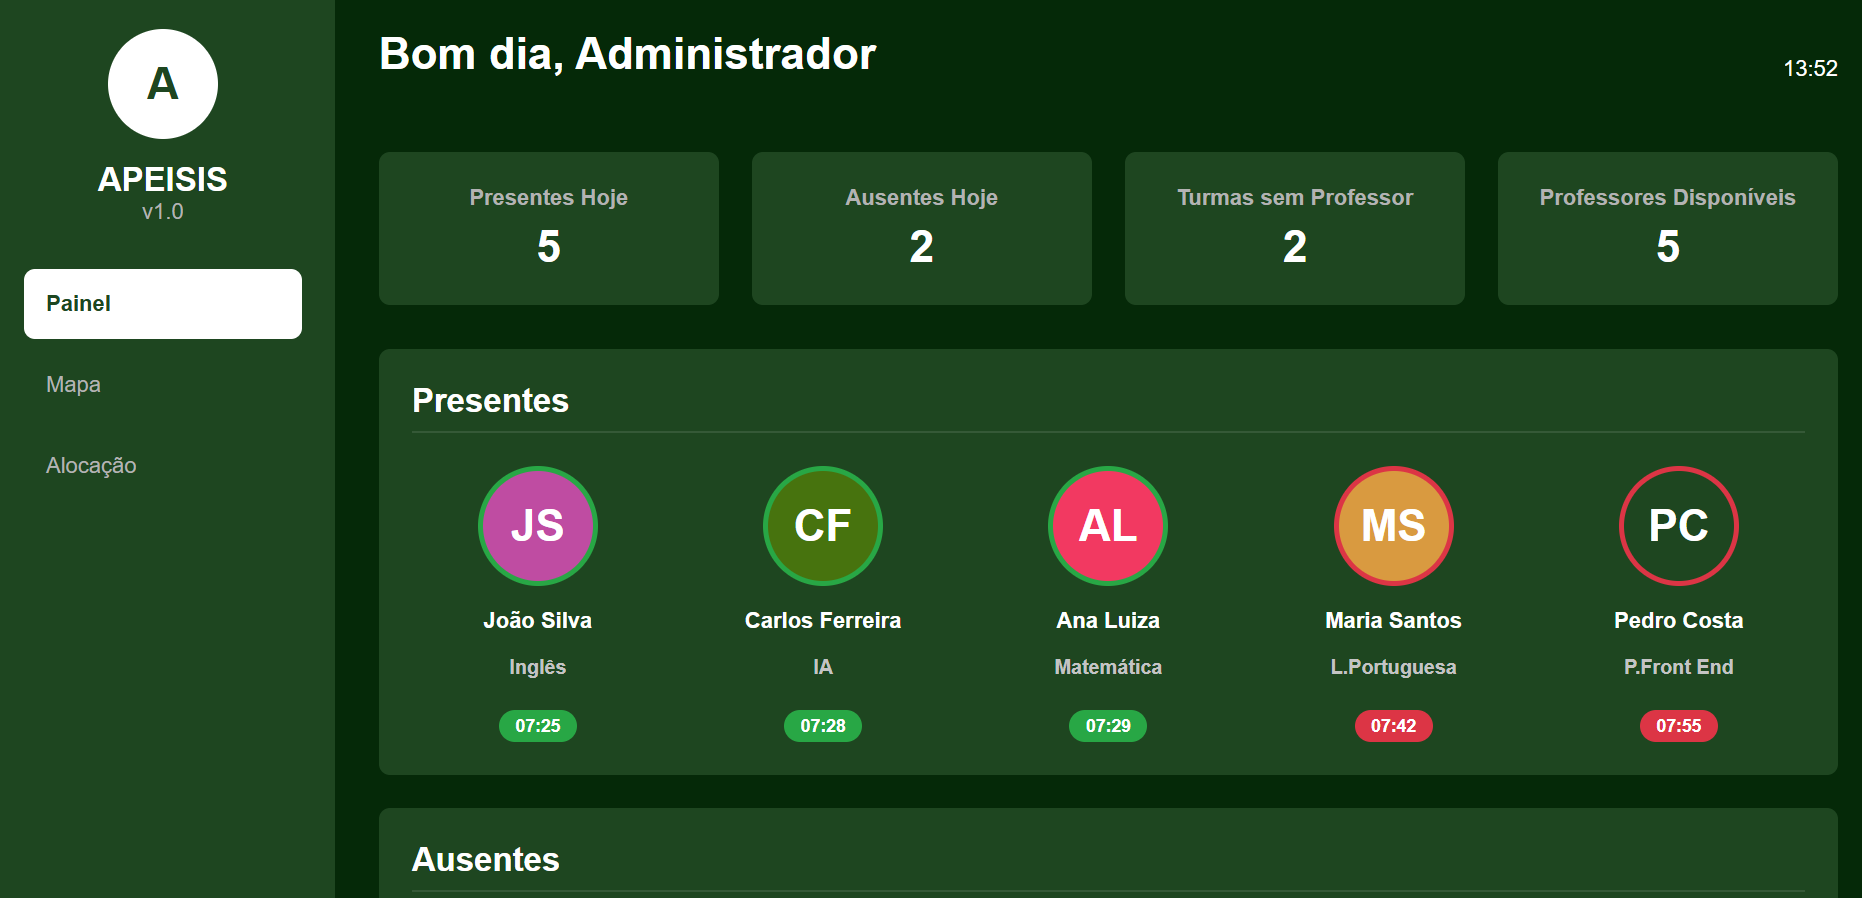 A
APEISIS
v1.0
Painel
Mapa
Alocação
Bom dia, Administrador
13:52
Presentes Hoje
5
Ausentes Hoje
2
Turmas sem Professor
2
Professores Disponíveis
5
Presentes
JS
João Silva
Inglês
07:25
CF
Carlos Ferreira
IA
07:28
AL
Ana Luiza
Matemática
07:29
MS
Maria Santos
L.Portuguesa
07:42
PC
Pedro Costa
P.Front End
07:55
Ausentes